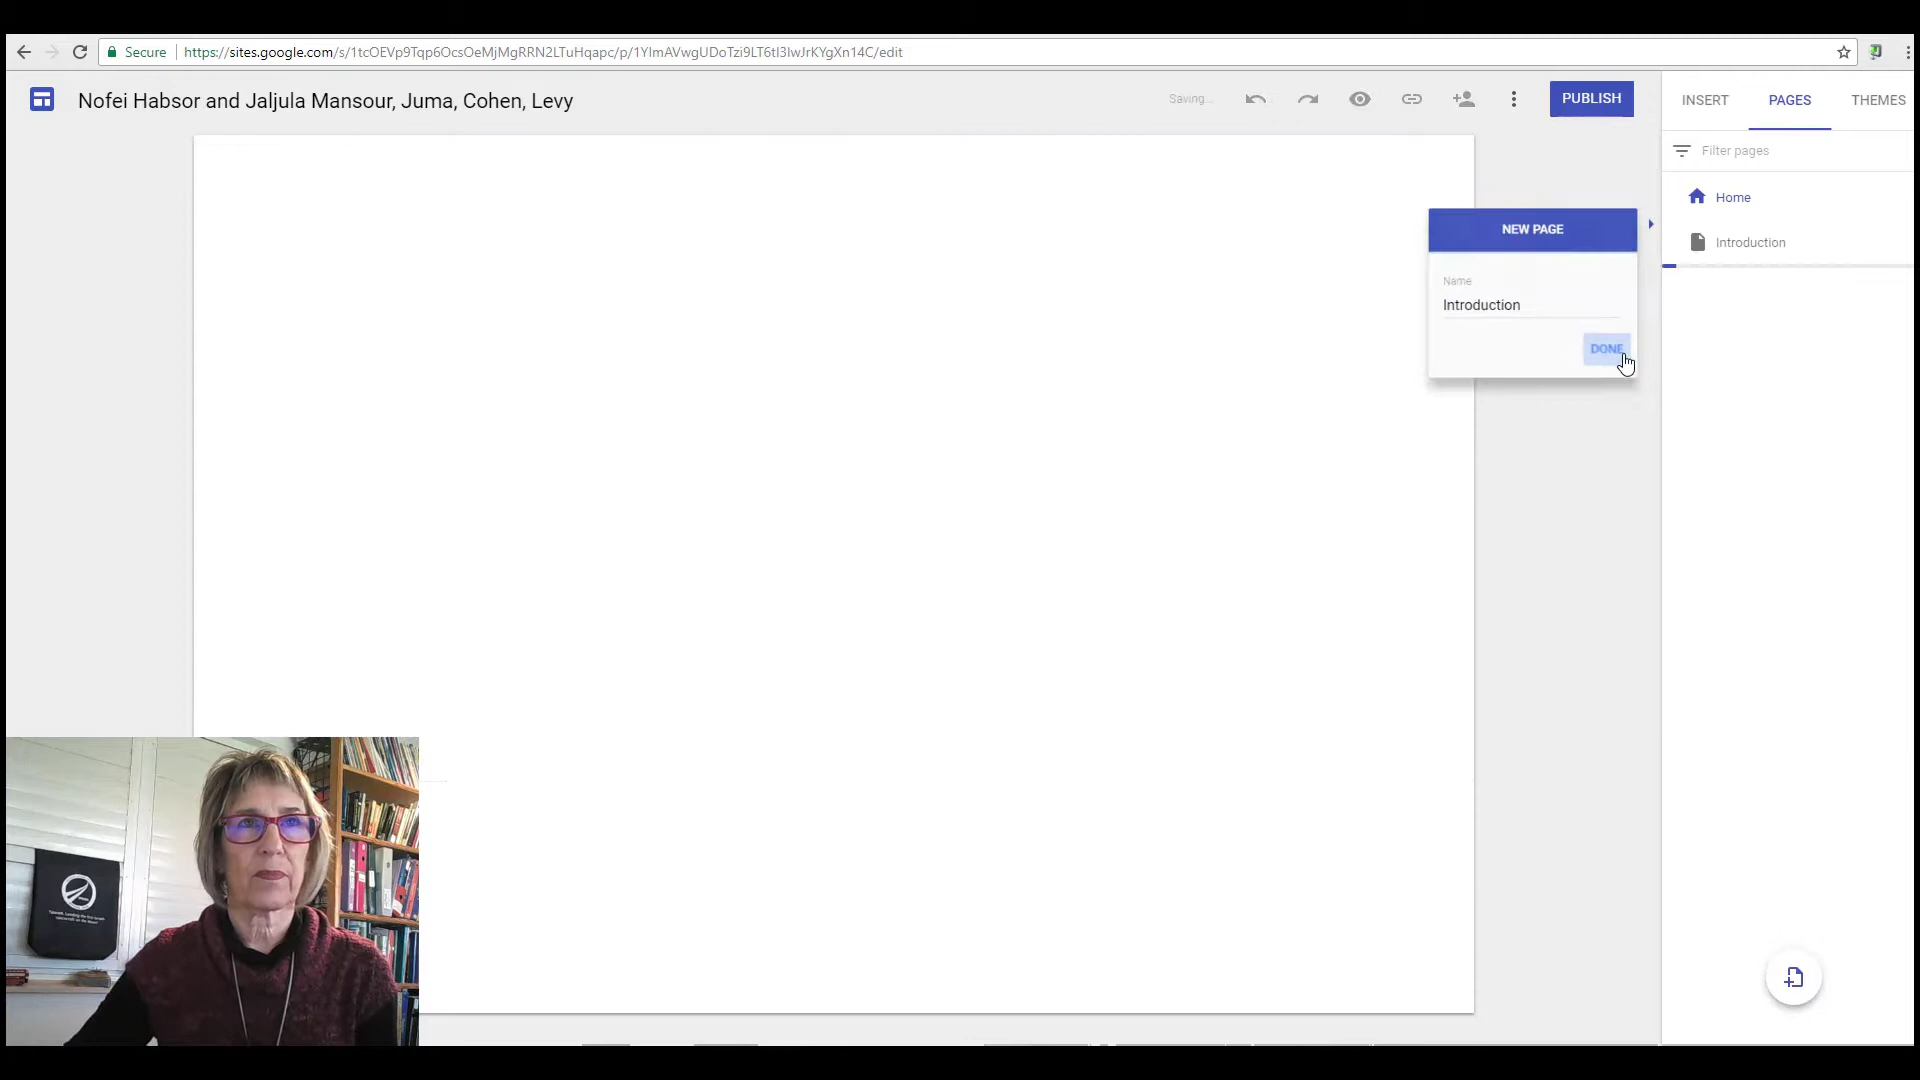 Secure
https://sites.google.com/s/1tcOEVp9Tqp6OcsOeMjMgRRN2LTuHqapc/p/1YlmAVwgUDoTzi9LT6tI3IwJrKYgXn14C/edit
Nofei Habsor and Jaljula Mansour, Juma, Cohen, Levy
Saving...
PUBLISH
INSERT
PAGES
THEMES
Filter pages
Home
Introduction
NEW PAGE
Name
Introduction
DONE